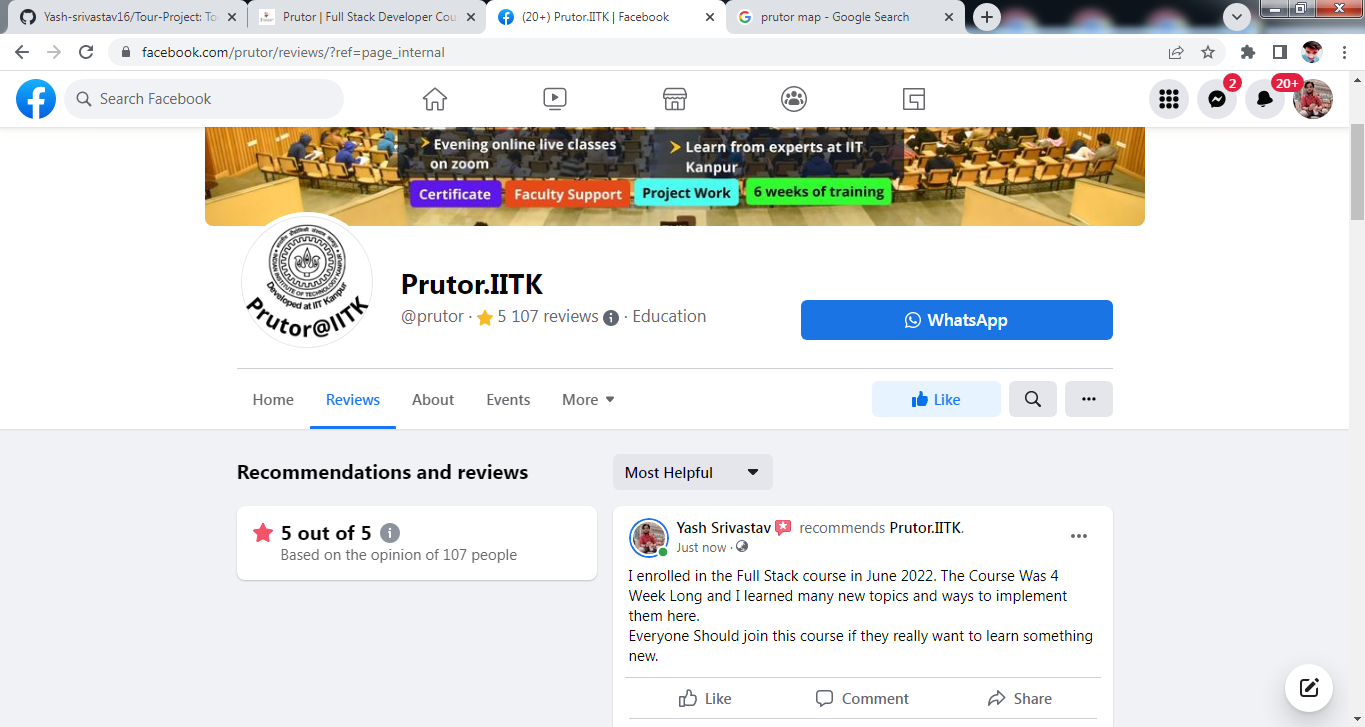 Yash-srivastav16/Tour-Project: To
Prutor | Full Stack Developer Cou
(20+) Prutor.IITK | Facebook
prutor map - Google Search
facebook.com/prutor/reviews/?ref=page_internal
Search Facebook
2
20+
Evening online live classes
on zoom
Learn from experts at IIT
Kanpur
Certificate
Faculty Support
Project Work
6 weeks of training
INDIAN INSTITUTE OF TECHNOLOGY KANPUR
Developed at IIT Kanpur
Prutor@IITK
Prutor.IITK
@prutor · 5 107 reviews · Education
WhatsApp
Home
Reviews
About
Events
More
Like
Recommendations and reviews
Most Helpful
5 out of 5
Based on the opinion of 107 people
Yash Srivastav recommends Prutor.IITK.
Just now ·
I enrolled in the Full Stack course in June 2022. The Course Was 4
Week Long and I learned many new topics and ways to implement
them here.
Everyone Should join this course if they really want to learn something
new.
Like
Comment
Share